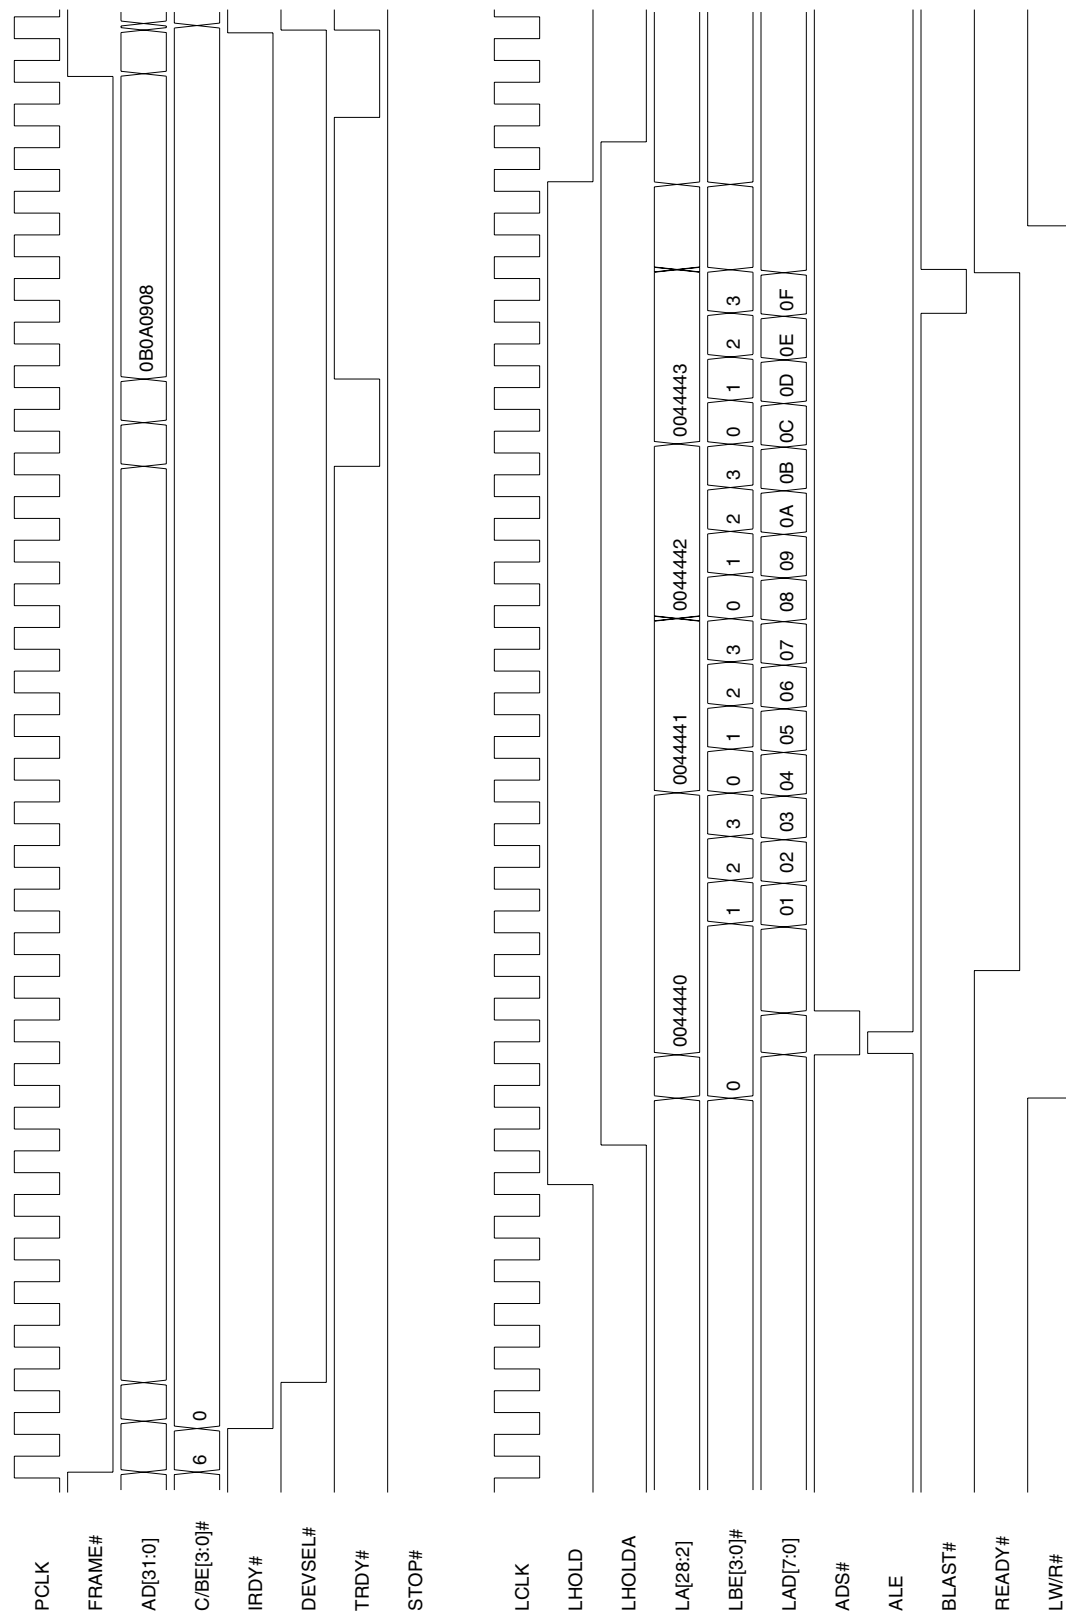 PCLK
FRAME#
AD[31:0] 0B0A0908
C/BE[3:0]# 6 0
IRDY#
DEVSEL#
TRDY#
STOP#
LCLK
LHOLD
LHOLDA
LA[28:2] 0044440 0044441 0044442 0044443
LBE[3:0]# 0 1 2 3 0 1 2 3 0 1 2 3 0 1 2 3
LAD[7:0] 01 02 03 04 05 06 07 08 09 0A 0B 0C 0D 0E 0F
ADS#
ALE
BLAST#
READY#
LW/R#